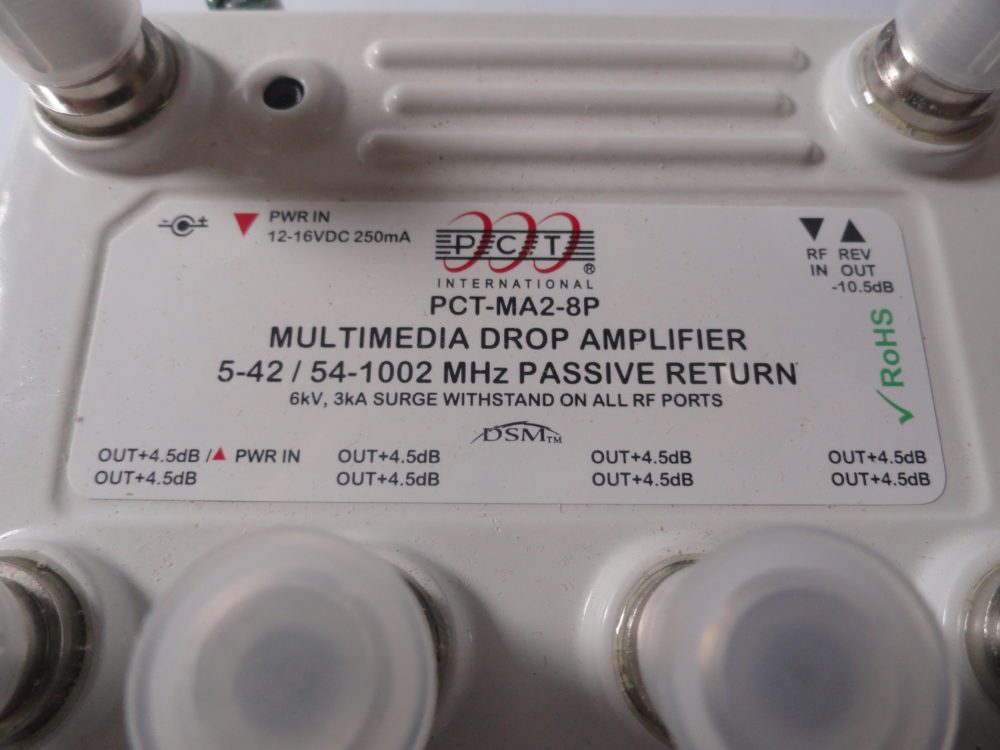 PWR IN
12-16VDC 250mA
PCT®
INTERNATIONAL
RF REV
IN OUT
-10.5dB
PCT-MA2-8P
MULTIMEDIA DROP AMPLIFIER
5-42 / 54-1002 MHz PASSIVE RETURN
6kV, 3kA SURGE WITHSTAND ON ALL RF PORTS
✓RoHS
DSM™
OUT+4.5dB /▲ PWR IN OUT+4.5dB OUT+4.5dB OUT+4.5dB
OUT+4.5dB OUT+4.5dB OUT+4.5dB OUT+4.5dB